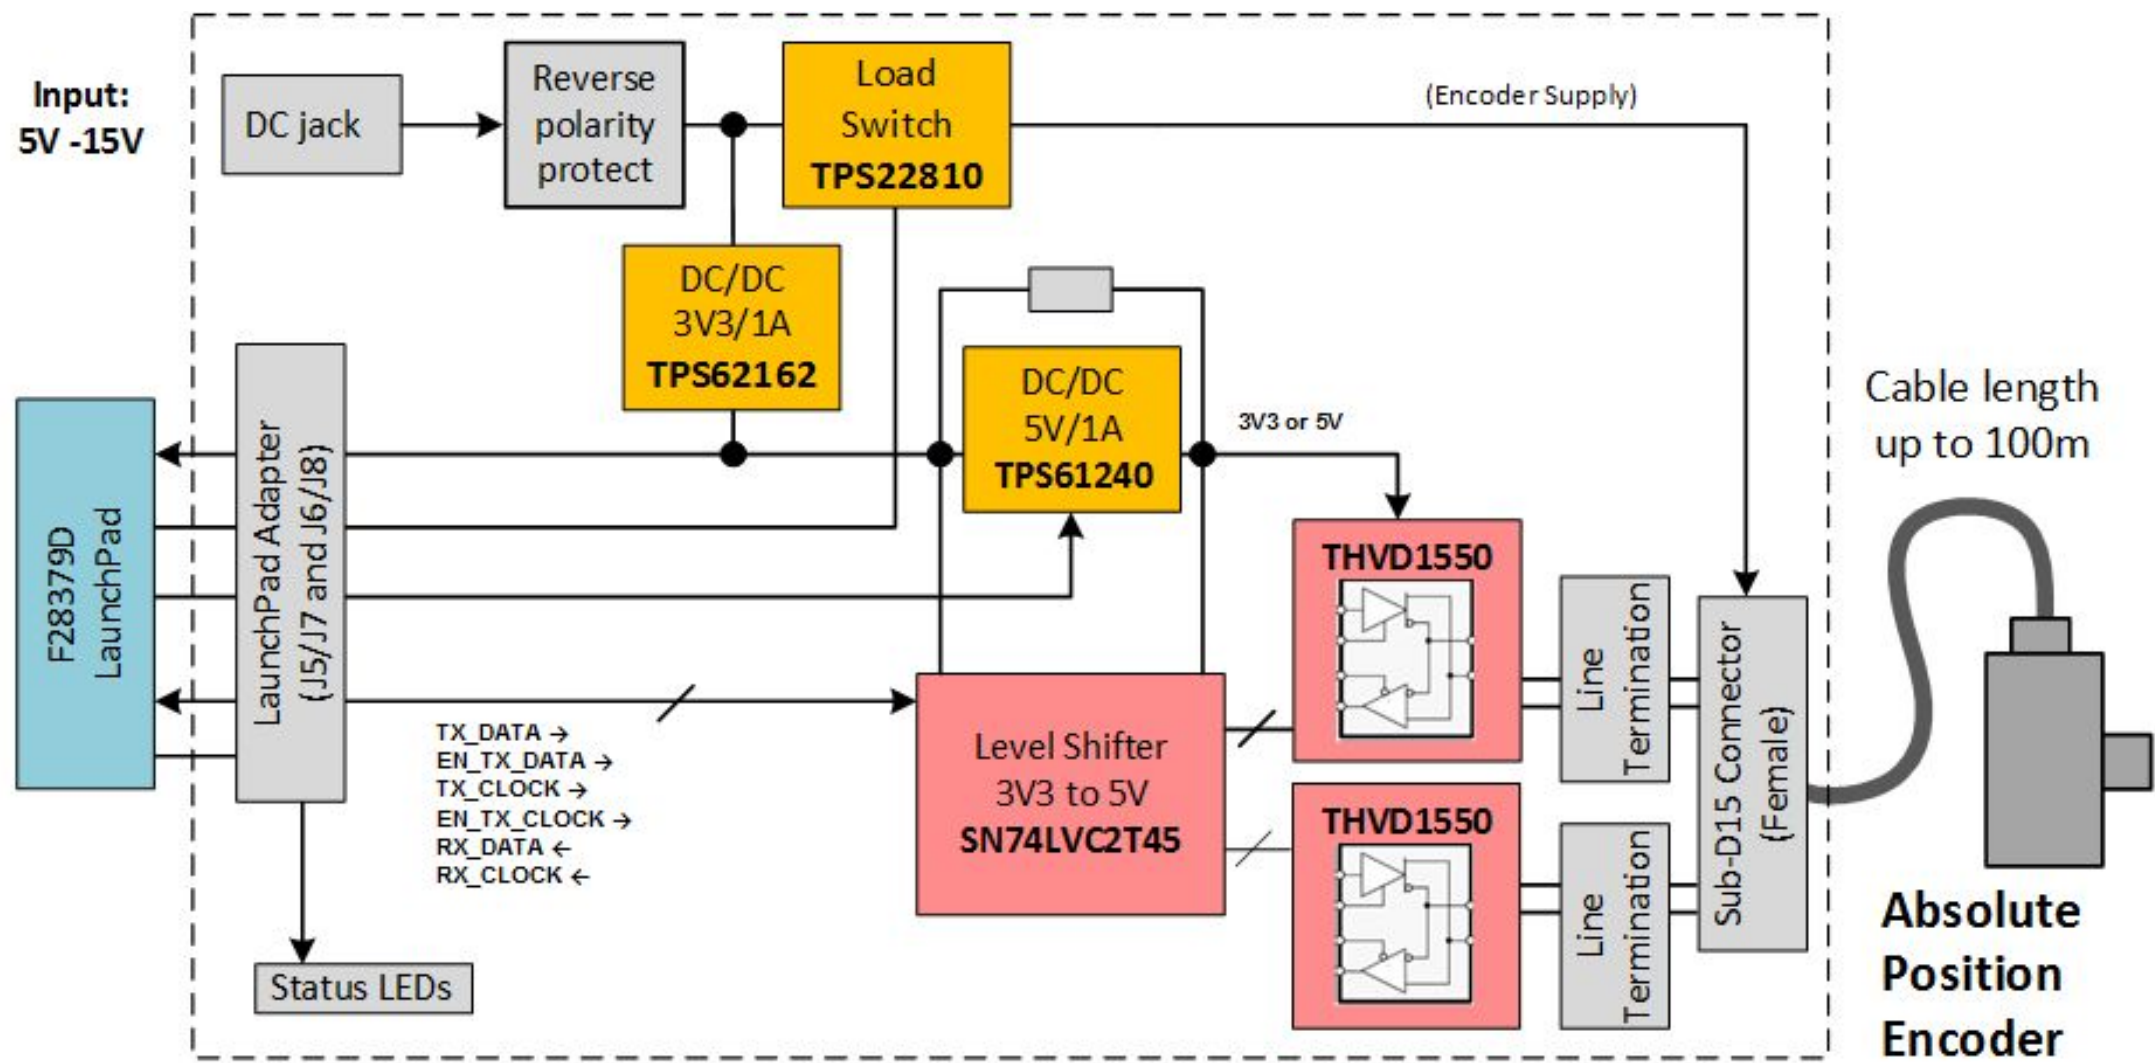 Input:
5V -15V
DC jack
Reverse
polarity
protect
Load
Switch
TPS22810
(Encoder Supply)
DC/DC
3V3/1A
TPS62162
DC/DC
5V/1A
TPS61240
3V3 or 5V
F283379D
LaunchPad
LaunchPad Adapter
(J5/J7 and J6/J8)
TX_DATA →
EN_TX_DATA →
TX_CLOCK →
EN_TX_CLOCK →
RX_DATA ←
RX_CLOCK ←
Status LEDs
Level Shifter
3V3 to 5V
SN74LVC2T45
THVD1550
THVD1550
Line
Termination
Line
Termination
Sub-D15 Connector
(Female)
Cable length
up to 100m
Absolute
Position
Encoder